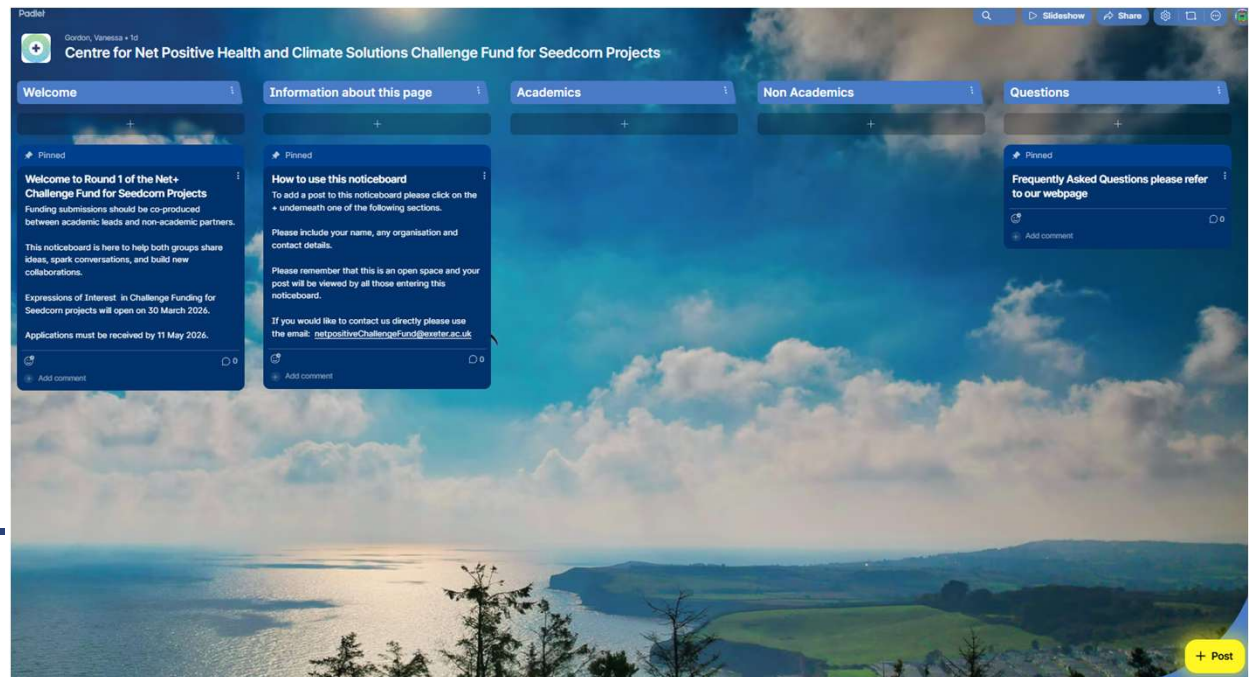 Padlet
Slideshow
Share
Gordon, Vanessa • 1d
Centre for Net Positive Health and Climate Solutions Challenge Fund for Seedcorn Projects
Welcome
Information about this page
Academics
Non Academics
Questions
Pinned
Welcome to Round 1 of the Net+
Challenge Fund for Seedcorn Projects
Funding submissions should be co-produced
between academic leads and non-academic partners.
This noticeboard is here to help both groups share
ideas, spark conversations, and build new
collaborations.
Expressions of Interest in Challenge Funding for
Seedcorn projects will open on 30 March 2026.
Applications must be received by 11 May 2026.
0
Add comment
Pinned
How to use this noticeboard
To add a post to this noticeboard please click on the
+ underneath one of the following sections.
Please include your name, any organisation and
contact details.
Please remember that this is an open space and your
post will be viewed by all those entering this
noticeboard.
If you would like to contact us directly please use
the email: netpositiveChallengeFund@exeter.ac.uk
0
Add comment
Pinned
Frequently Asked Questions please refer
to our webpage
0
Add comment
+ Post